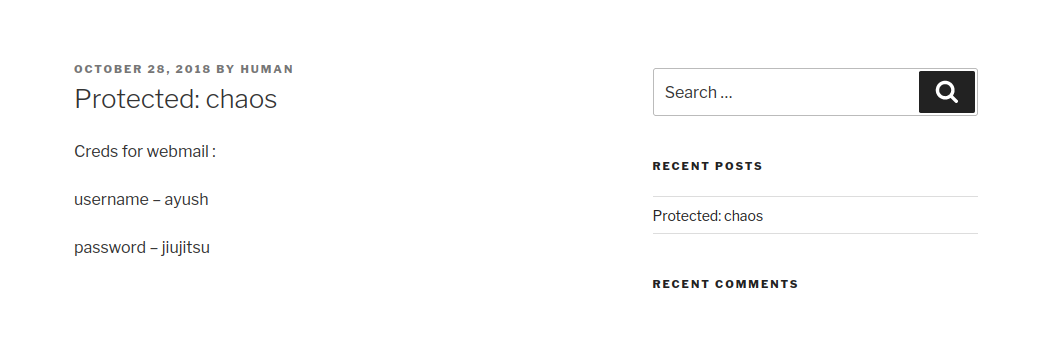 OCTOBER 28, 2018 BY HUMAN
Protected: chaos
Creds for webmail :
username – ayush
password – jiujitsu
Search …
RECENT POSTS
Protected: chaos
RECENT COMMENTS